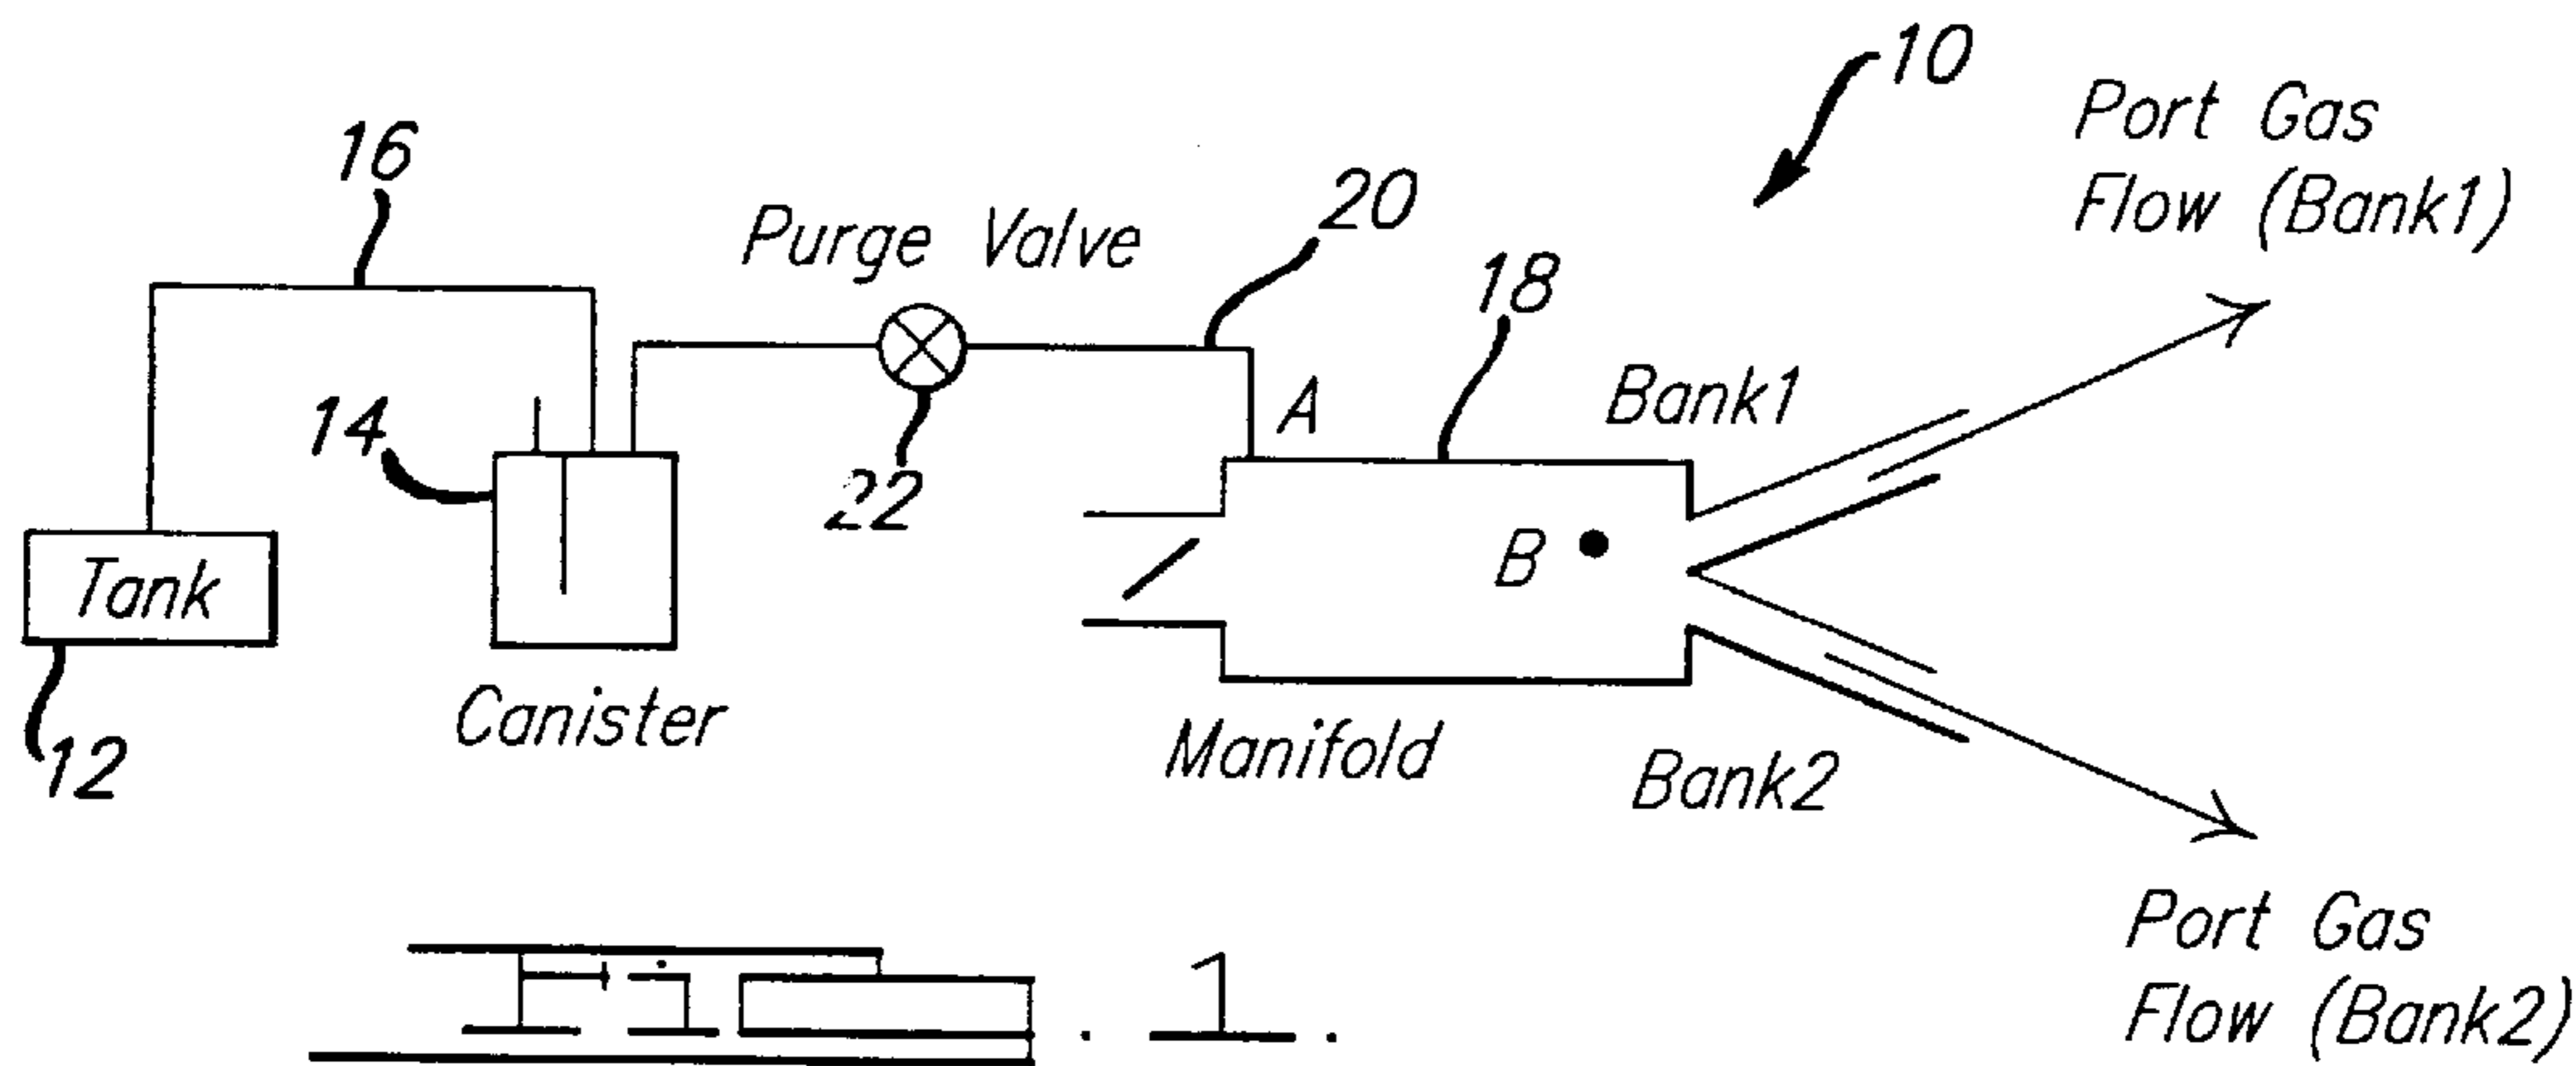 10
Port Gas
Flow (Bank1)
16
20
Purge Valve
18
A
Bank1
14
22
B
Tank
Canister
Manifold
12
Bank2
Port Gas
Flow (Bank2)
Fig. 1.